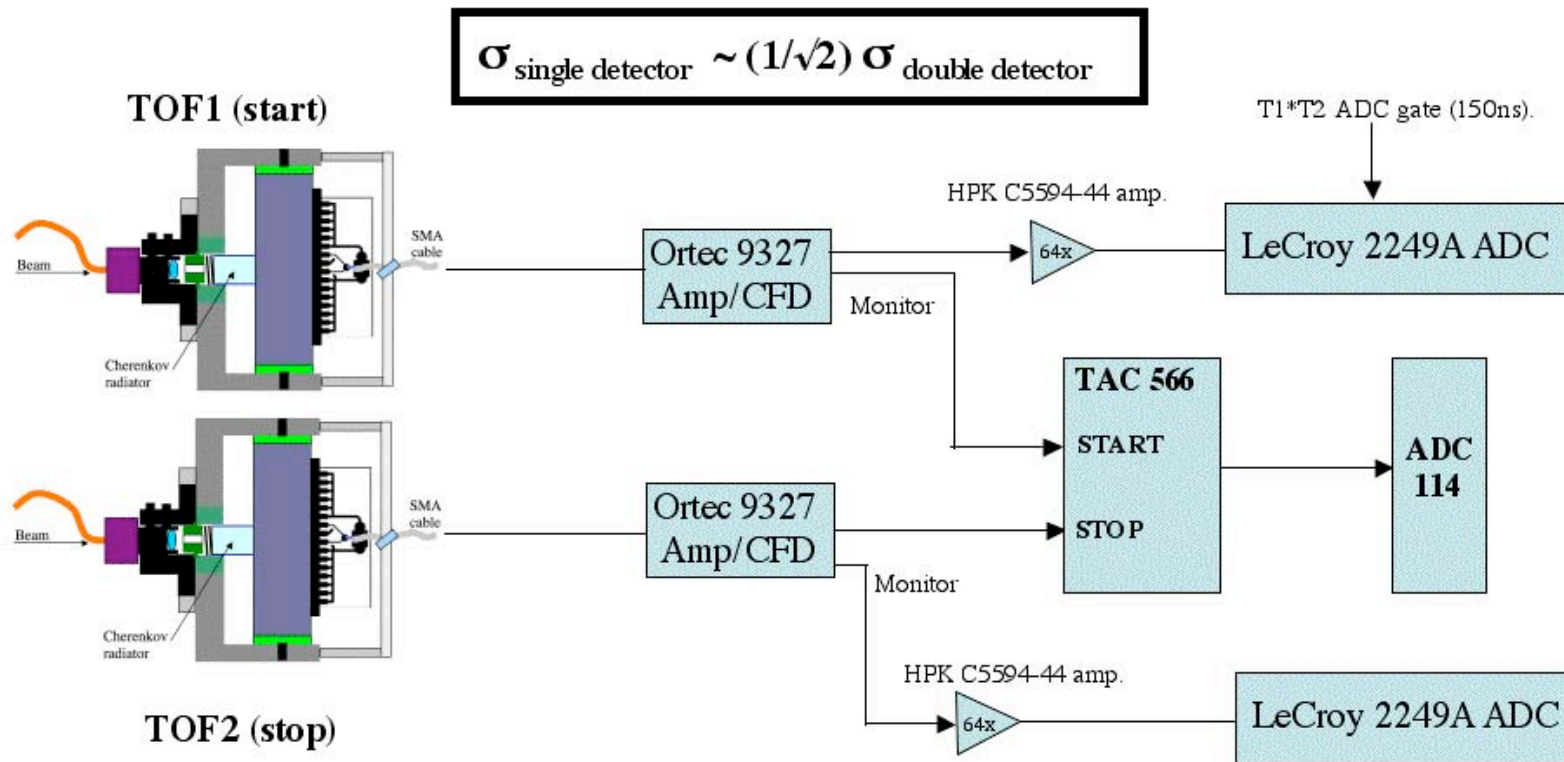 σ single detector ~ (1/√2) σ double detector
TOF1 (start)
T1*T2 ADC gate (150ns).
HPK C5594-44 amp.
SMA
cable
Beam
Ortec 9327
Amp/CFD
64x
LeCroy 2249A ADC
Monitor
Cherenkov
radiator
TAC 566
START
STOP
ADC
114
SMA
cable
Beam
Ortec 9327
Amp/CFD
Monitor
Cherenkov
radiator
HPK C5594-44 amp.
64x
LeCroy 2249A ADC
TOF2 (stop)